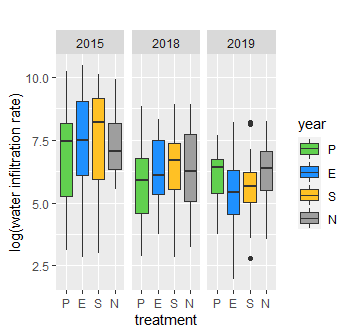 2015 2018 2019
log(water infiltration rate)
10.0
7.5
5.0
2.5
P E S N P E S N P E S N
treatment
year
P
E
S
N